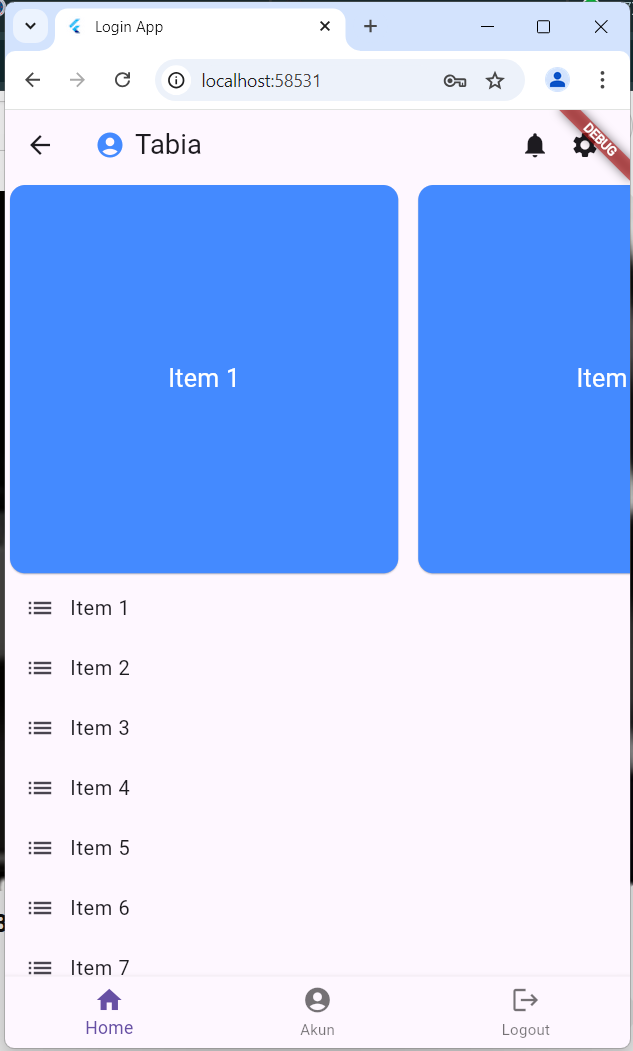 Login App
localhost:58531
Tabia
DEBUG
Item 1
Item
Item 1
Item 2
Item 3
Item 4
Item 5
Item 6
Item 7
Home
Akun
Logout